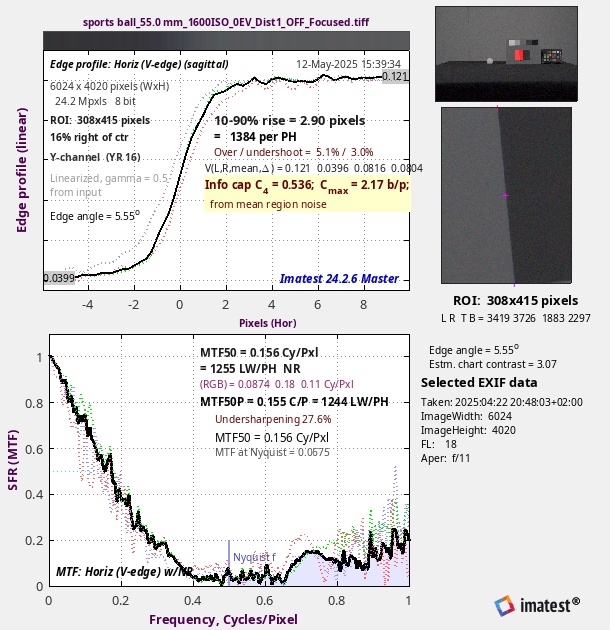 sports ball_55.0 mm_1600ISO_0EV_Dist1_OFF_Focused.tiff
Edge profile: Horiz (V-edge) (sagittal)
12-May-2025 15:39:34
0.121
6024 x 4020 pixels (WxH)
24.2 Mpxls   8 bit
ROI:  308x415 pixels
16% right of ctr
Y-channel  (YR 16)
Linearized, gamma = 0.5
from input
Edge angle = 5.55⁰
10-90% rise = 2.90 pixels
=  1384 per PH
Over / undershoot =  5.1% /  3.0%
V(L,R,mean,Δ) = 0.121  0.0396  0.0816  0.0804
Info cap C4 = 0.536;  Cmax = 2.17 b/p;
from mean region noise
0.0399
Imatest 24.2.6 Master
Edge profile (linear)
-4 -2 0 2 4 6 8
Pixels (Hor)
ROI:  308x415 pixels
L R  T B = 3419 3726  1883 2297
Edge angle = 5.55⁰
Estm. chart contrast = 3.07
Selected EXIF data
Taken: 2025:04:22 20:48:03+02:00
ImageWidth:  6024
ImageHeight:  4020
FL:   18
Aper:  f/11
MTF50 = 0.156 Cy/Pxl
= 1255 LW/PH  NR
(RGB) = 0.0874  0.18  0.11 Cy/Pxl
MTF50P = 0.155 C/P = 1244 LW/PH
Undersharpening 27.6%
MTF50 = 0.156 Cy/Pxl
MTF at Nyquist = 0.0675
Nyquist f
MTF: Horiz (V-edge) w/NR
SFR (MTF)
1
0.8
0.6
0.4
0.2
0
0 0.2 0.4 0.6 0.8 1
Frequency, Cycles/Pixel
imatest®